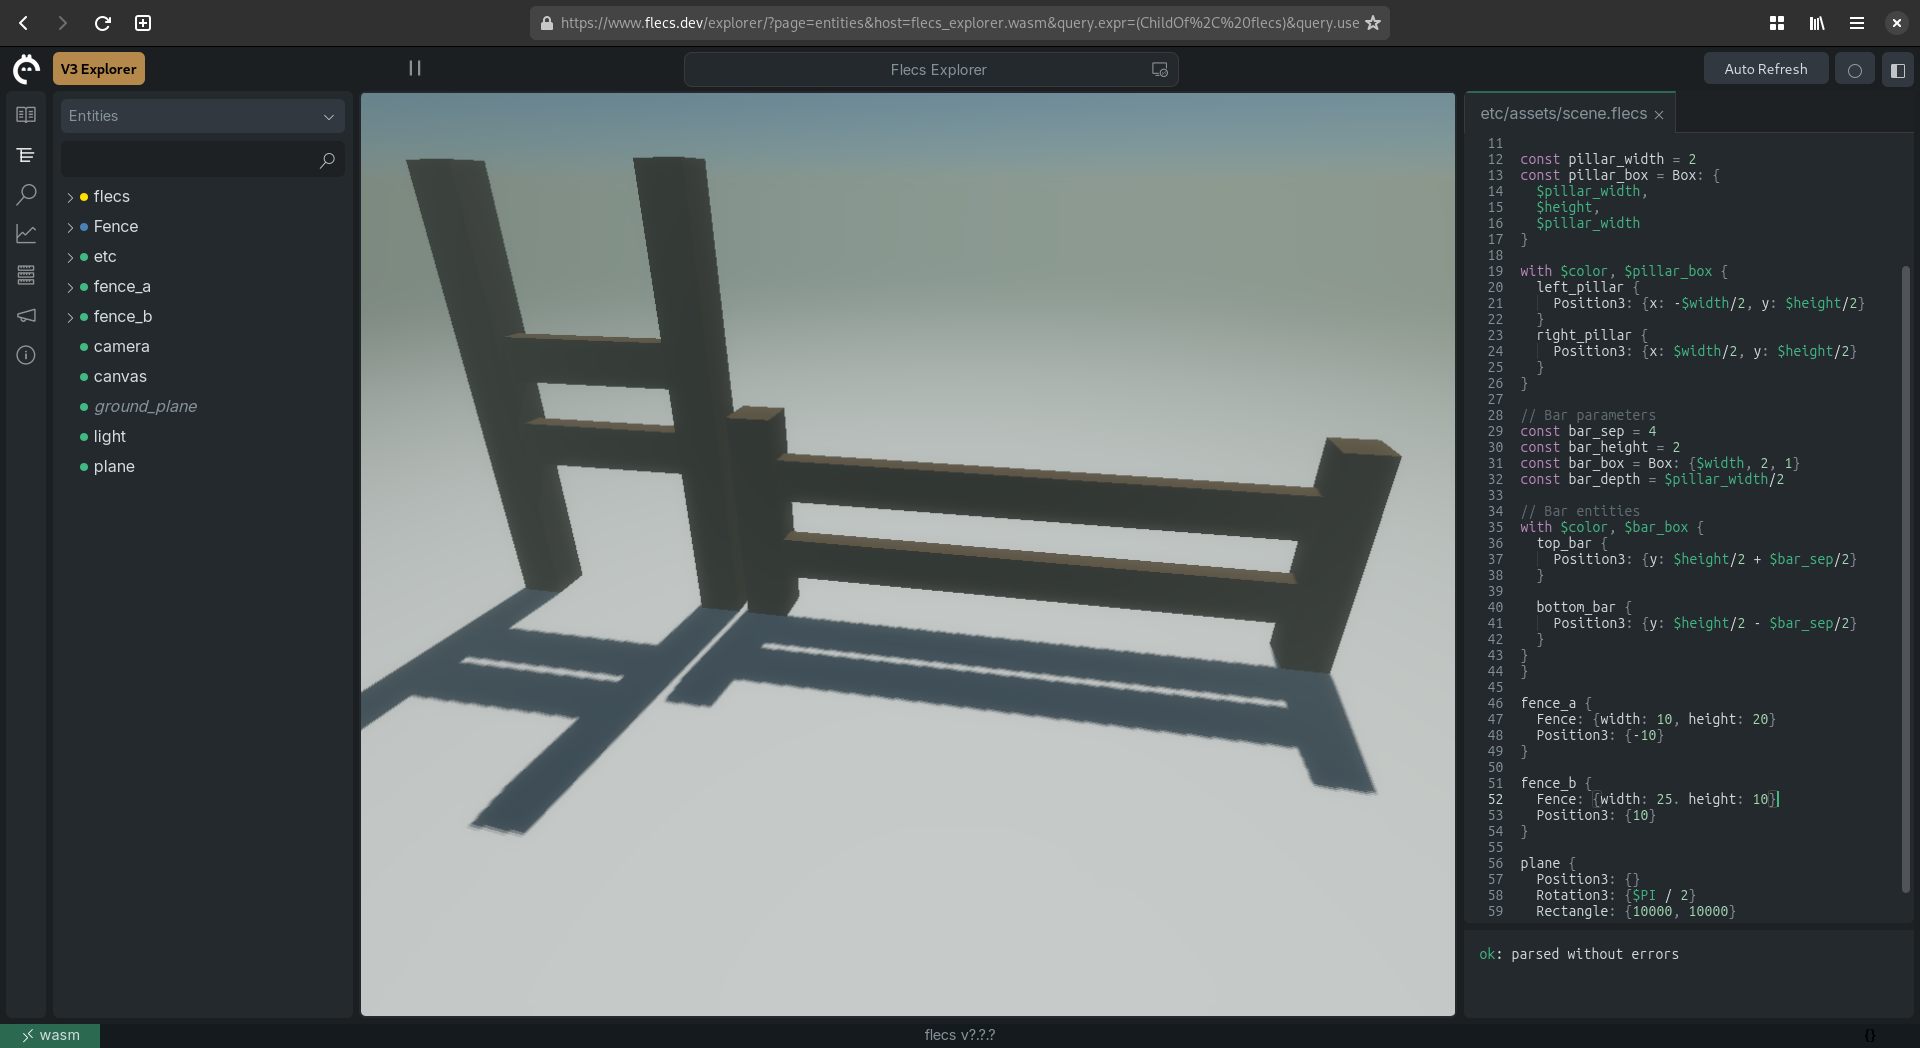 https://www.flecs.dev/explorer/?page=entities&host=flecs_explorer.wasm&query.expr=(ChildOf%2C%20flecs)&query.use
V3 Explorer
Flecs Explorer
Auto Refresh
Entities
flecs
Fence
etc
fence_a
fence_b
camera
canvas
ground_plane
light
plane
etc/assets/scene.flecs
11
12 const pillar_width = 2
13 const pillar_box = Box: {
14 $pillar_width,
15 $height,
16 $pillar_width
17 }
18
19 with $color, $pillar_box {
20 left_pillar {
21 Position3: {x: -$width/2, y: $height/2}
22 }
23 right_pillar {
24 Position3: {x: $width/2, y: $height/2}
25 }
26 }
27
28 // Bar parameters
29 const bar_sep = 4
30 const bar_height = 2
31 const bar_box = Box: {$width, 2, 1}
32 const bar_depth = $pillar_width/2
33
34 // Bar entities
35 with $color, $bar_box {
36 top_bar {
37 Position3: {y: $height/2 + $bar_sep/2}
38 }
39
40 bottom_bar {
41 Position3: {y: $height/2 - $bar_sep/2}
42 }
43 }
44 }
45
46 fence_a {
47 Fence: {width: 10, height: 20}
48 Position3: {-10}
49 }
50
51 fence_b {
52 Fence: {width: 25. height: 10}
53 Position3: {10}
54 }
55
56 plane {
57 Position3: {}
58 Rotation3: {$PI / 2}
59 Rectangle: {10000, 10000}
ok: parsed without errors
wasm
flecs v?.?.?
{}